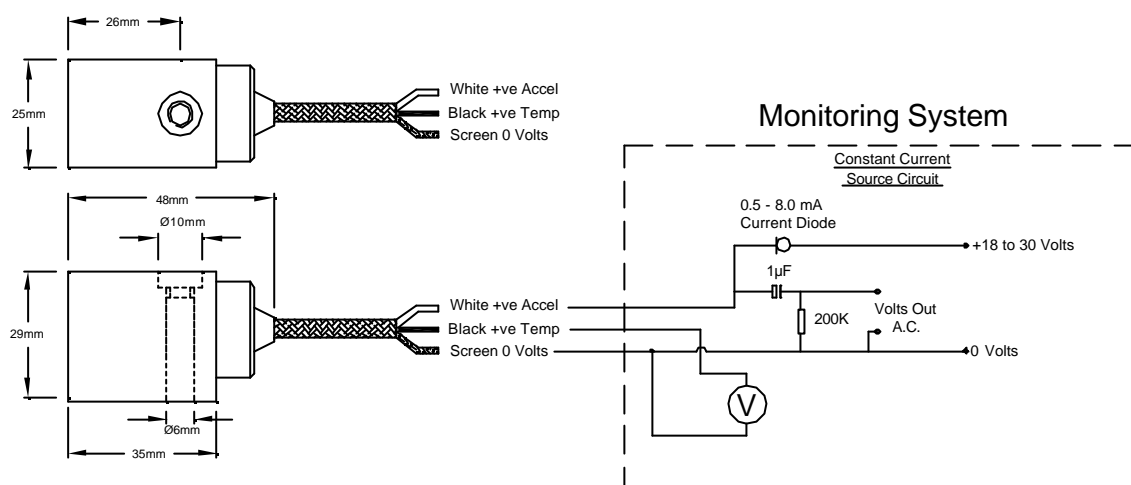 26mm
25mm
White +ve Accel
Black +ve Temp
Screen 0 Volts
Monitoring System
Constant Current
Source Circuit
48mm
Ø10mm
29mm
Ø6mm
35mm
White +ve Accel
Black +ve Temp
Screen 0 Volts
0.5 - 8.0 mA
Current Diode
+18 to 30 Volts
1µF
200K
Volts Out
A.C.
0 Volts
V